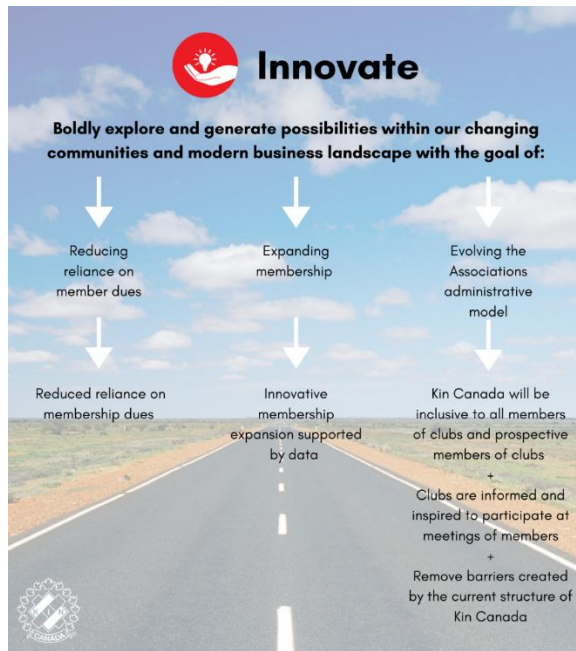 Innovate
Boldly explore and generate possibilities within our changing
communities and modern business landscape with the goal of:
Reducing
reliance on
member dues
Expanding
membership
Evolving the
Associations
administrative
model
Reduced reliance on
membership dues
Innovative
membership
expansion supported
by data
Kin Canada will be
inclusive to all members
of clubs and prospective
members of clubs
+
Clubs are informed and
inspired to participate at
meetings of members
+
Remove barriers created
by the current structure of
Kin Canada
KIN
CANADA